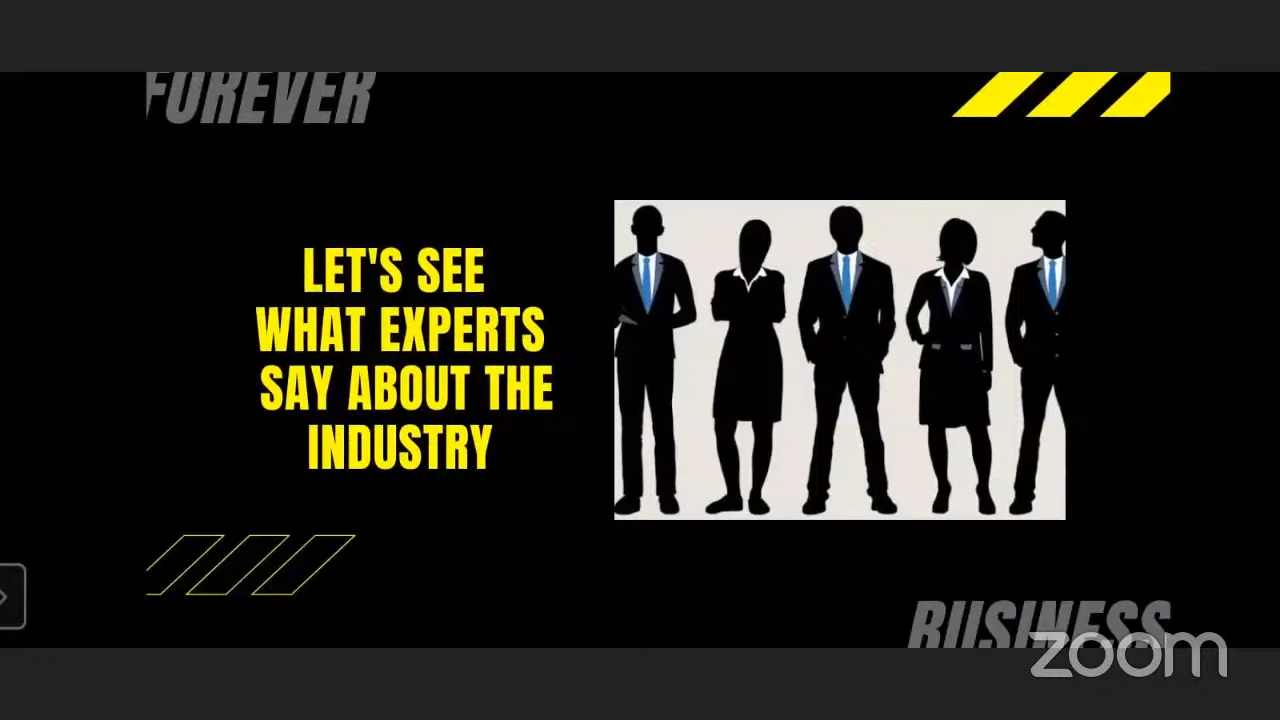 FOREVER
LET'S SEE
WHAT EXPERTS
SAY ABOUT THE
INDUSTRY
BUSINESS
zoom